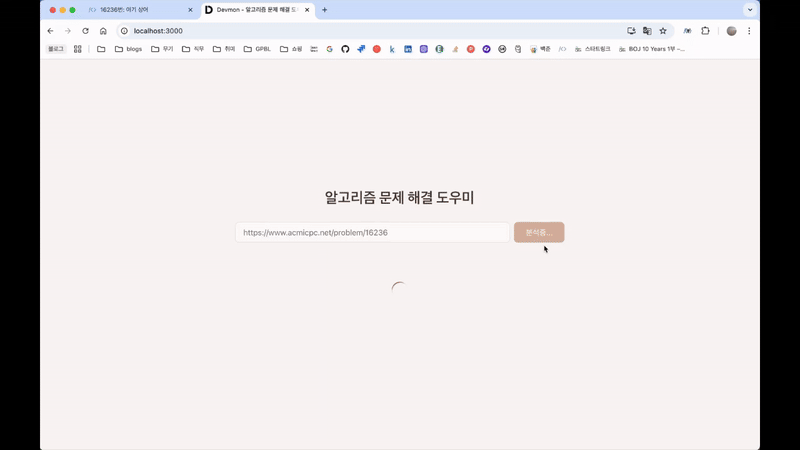 16236번: 아기 상어
Devmon - 알고리즘 문제 해결 도우
localhost:3000
블로그
blogs
무기
직무
취미
GPBL
쇼핑
백준
스타트링크
BOJ 10 Years 1부 -...
알고리즘 문제 해결 도우미
https://www.acmicpc.net/problem/16236
분석중...